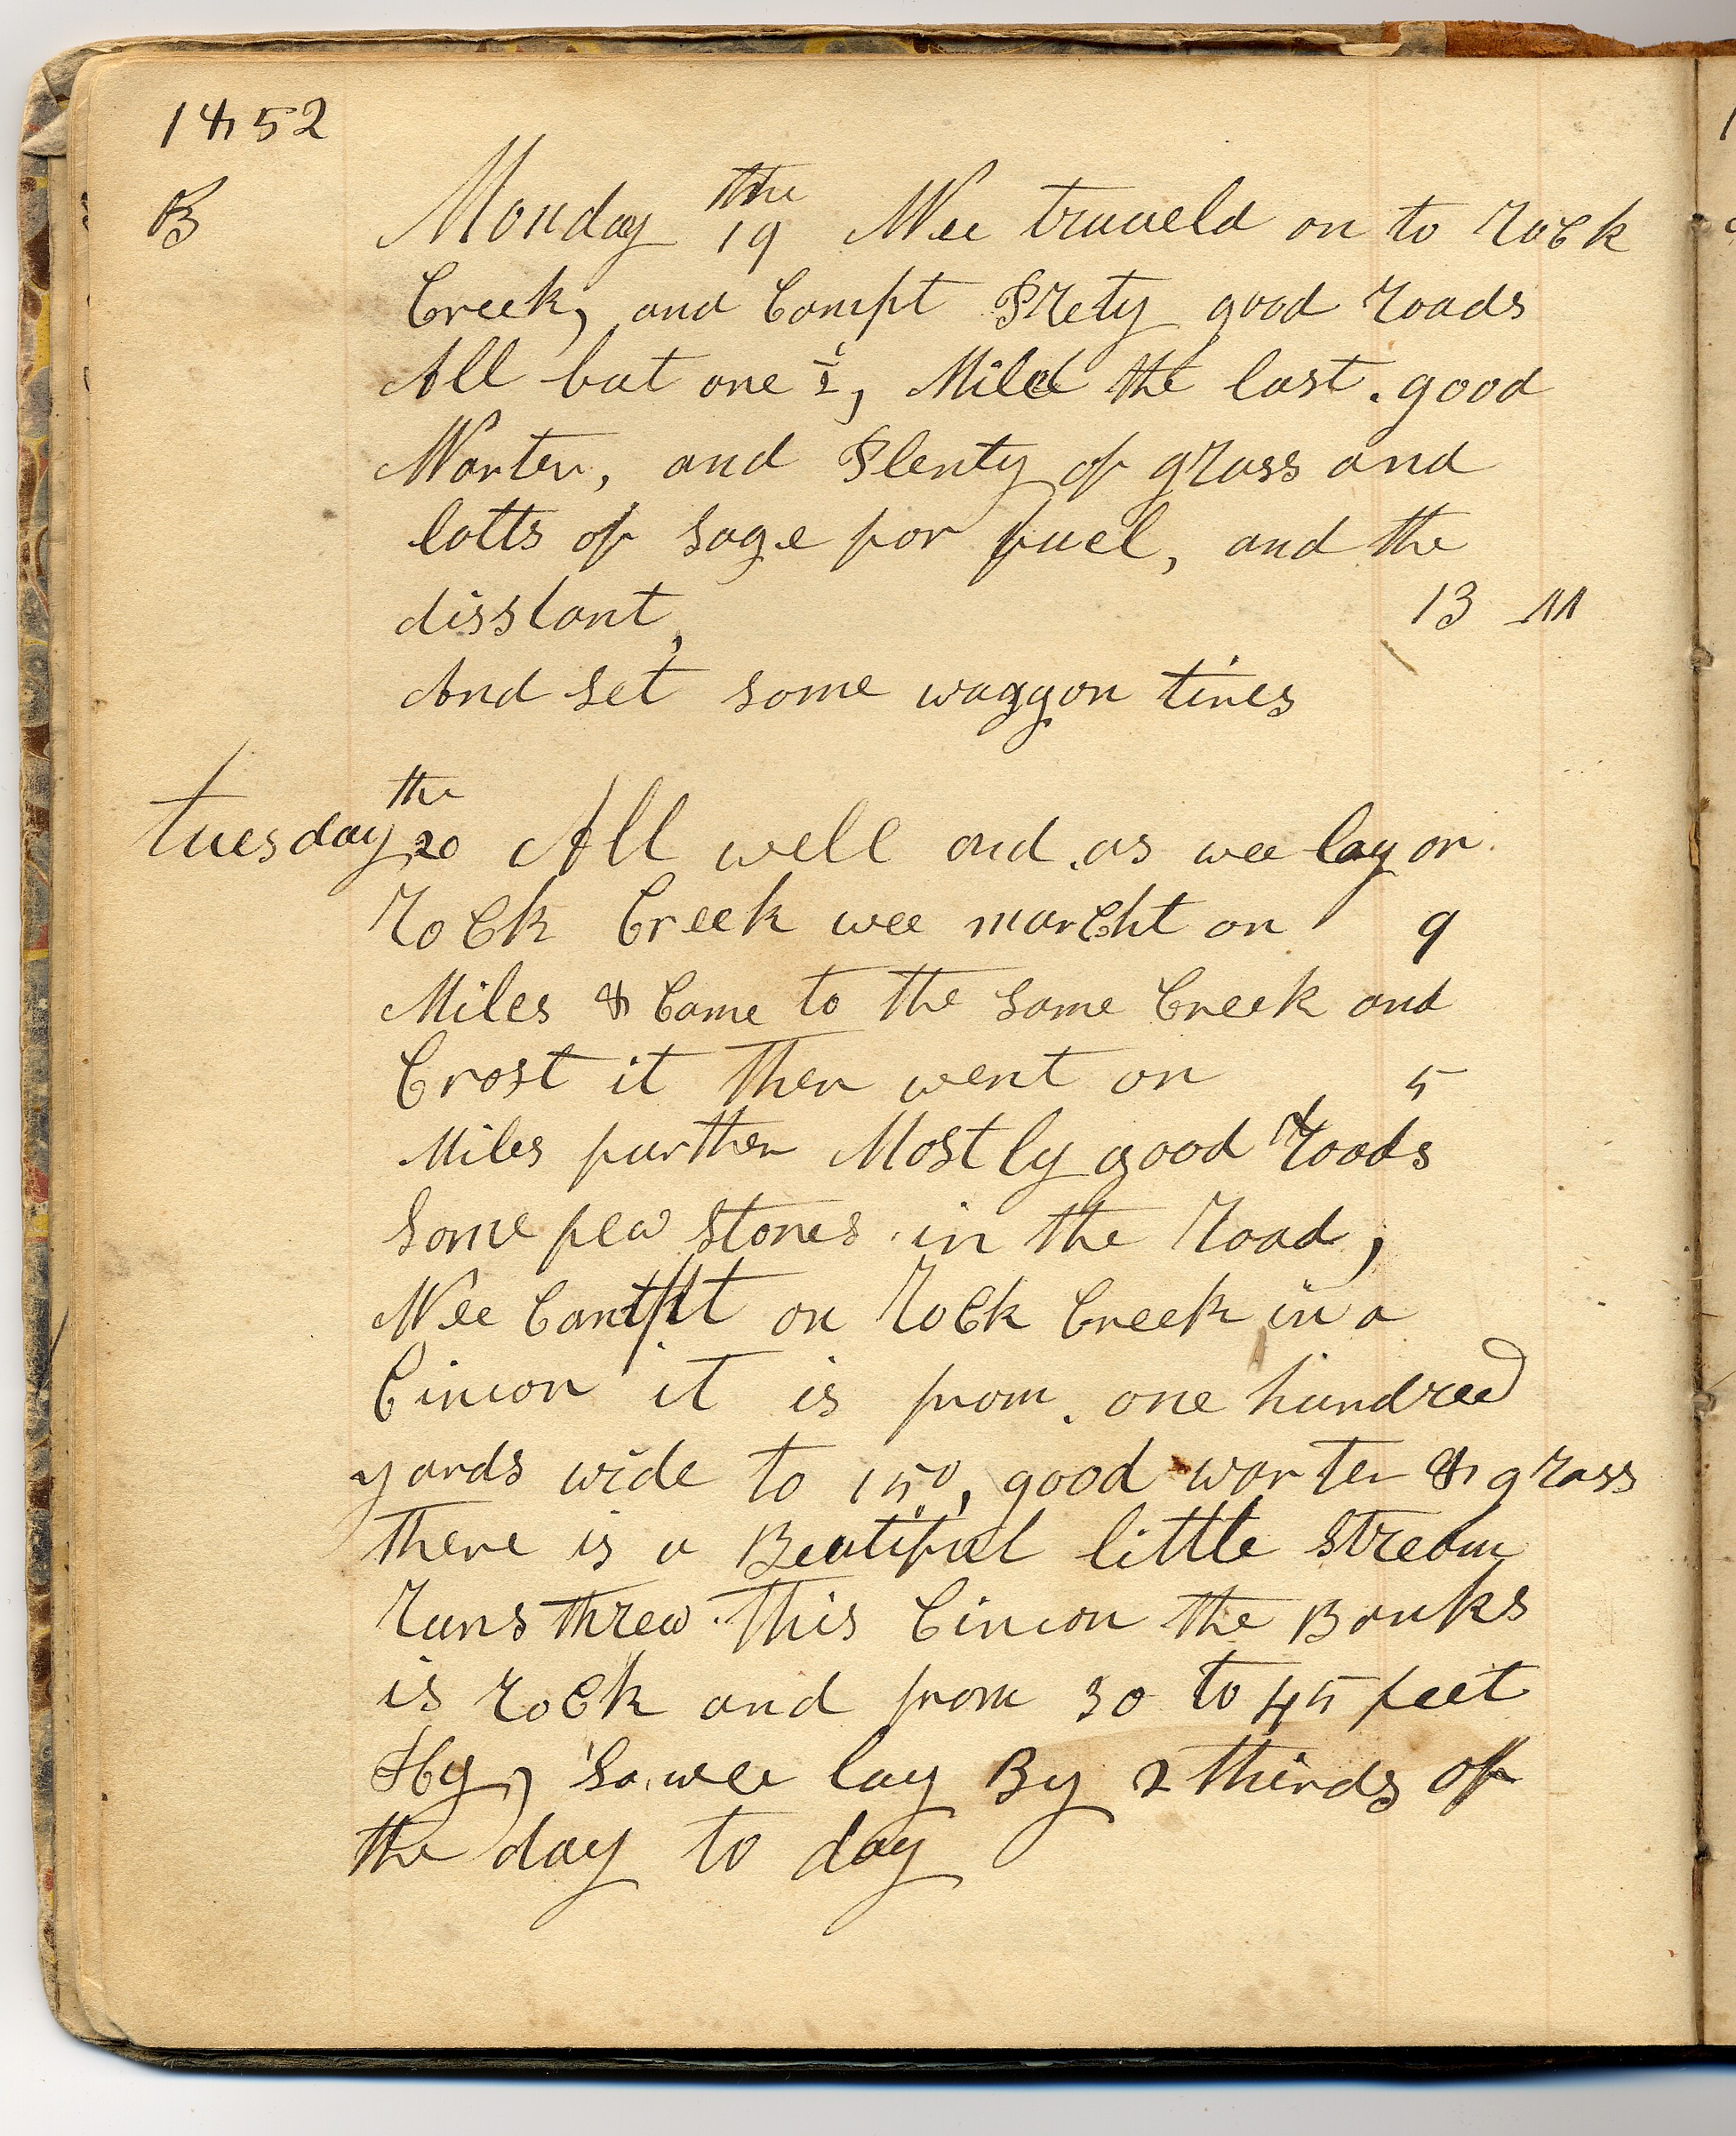 1852
B
Monday the 19 Wee traveld on to Rock
Creek, and Campt Prety good Roads
All but one ½, Mile the last. good
Warter, and Plenty of grass and
lotts of sage for fuel, and the
disstant, 13 M
And set some waggon tires
tuesday the 20 All well and as wee lay on
Rock Creek wee marcht on 9
Miles & Came to the same Creek and
Crost it then went on 5
Miles further Mostly good Roads
some few stones in the Road,
Wee Campt on Rock Creek in a
Cinion it is from one hundred
yards wide to 150, good warter & grass
there is a Beatiful little stream
Runs threw this Cinion the Banks
is Rock and from 30 to 45 feet
Hy, So wee lay By 2 thirds of
the day to day